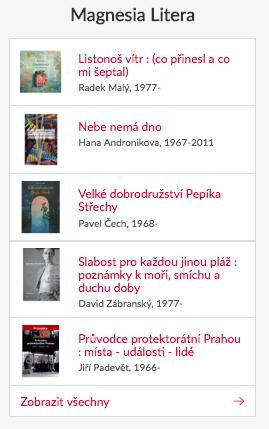 Magnesia Litera
Listonoš vítr : (co přinesl a co
mi šeptal)
Radek Malý, 1977-
Nebe nemá dno
Hana Andronikova, 1967-2011
Velké dobrodružství Pepíka
Střechy
Pavel Čech, 1968-
Slabost pro každou jinou pláž :
poznámky k moři, smíchu a
duchu doby
David Zábranský, 1977-
Průvodce protektorátní Prahou
: místa - události - lidé
Jiří Padevět, 1966-
Zobrazit všechny